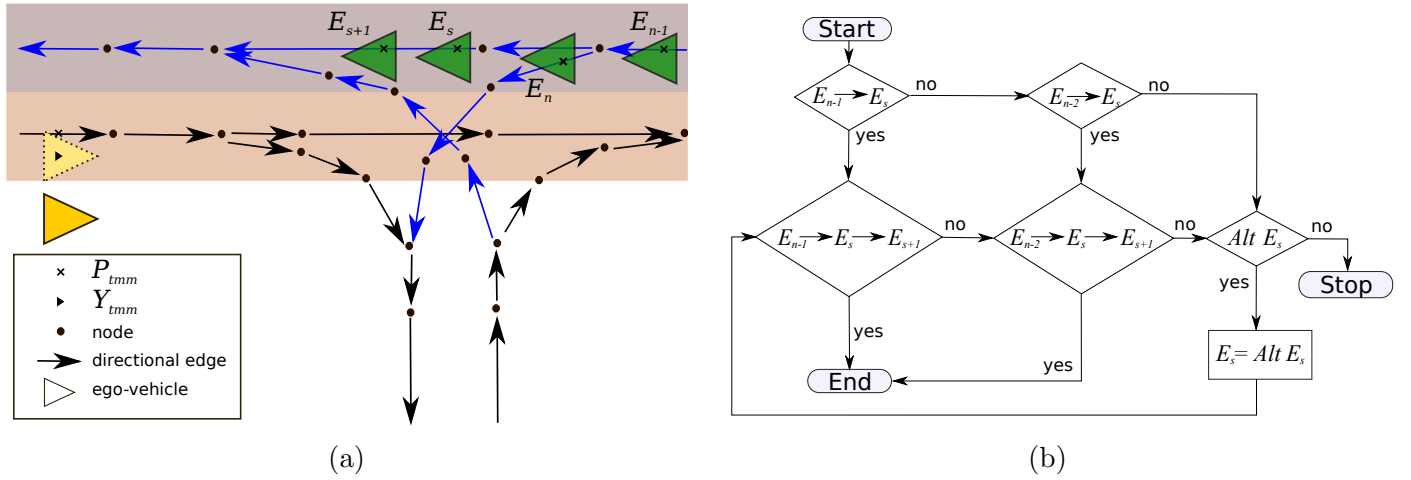 E_{s+1} E_s E_n E_{n-1}
P_{tmm}
Y_{tmm}
node
directional edge
ego-vehicle
(a)
Start
E_{n-1} → E_s
no
E_{n-2} → E_s
no
yes
yes
E_{n-1} → E_s → E_{s+1}
no
E_{n-2} → E_s → E_{s+1}
no
Alt E_s
no
Stop
yes
yes
yes
E_s = Alt E_s
End
(b)